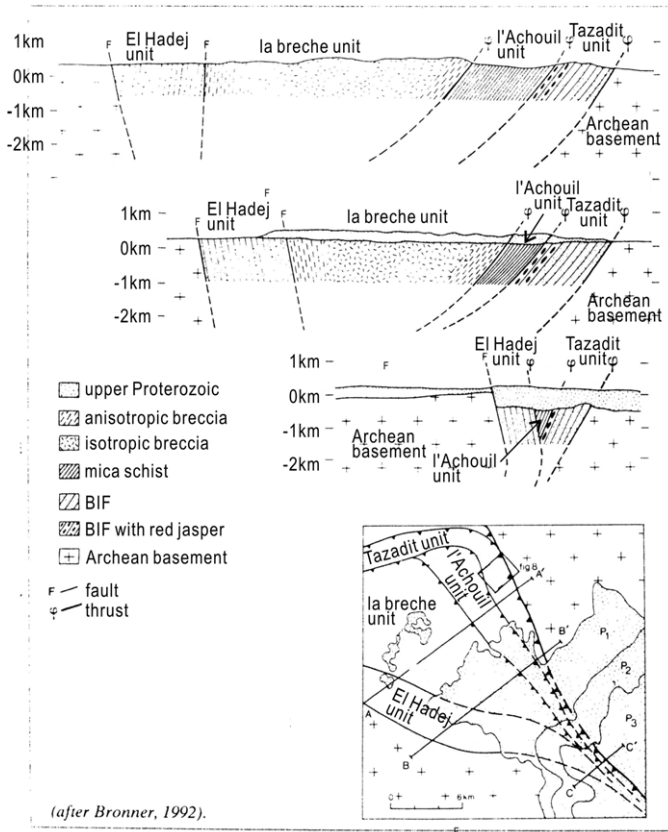 F
El Hadej
unit
F
la breche unit
φ
l'Achouil
unit
φ
Tazadit
unit
φ
1km
0km
-1km
-2km
Archean
basement
F
F
El Hadej
unit
F
la breche unit
l'Achouil
unit
φ
φ
Tazadit
unit
φ
1km
0km
-1km
-2km
Archean
basement
F
1km
0km
-1km
-2km
F
El Hadej
unit
φ
φ
Tazadit
unit
φ
Archean
basement
l'Achouil
unit
upper Proterozoic
anisotropic breccia
isotropic breccia
mica schist
BIF
BIF with red jasper
Archean basement
F fault
φ thrust
Tazadit unit
l'Achouil
unit
fig 8
A'
la breche
unit
B'
P1
P2
P3
El Hadej
unit
A
B
C'
C
0 6km
(after Bronner, 1992).